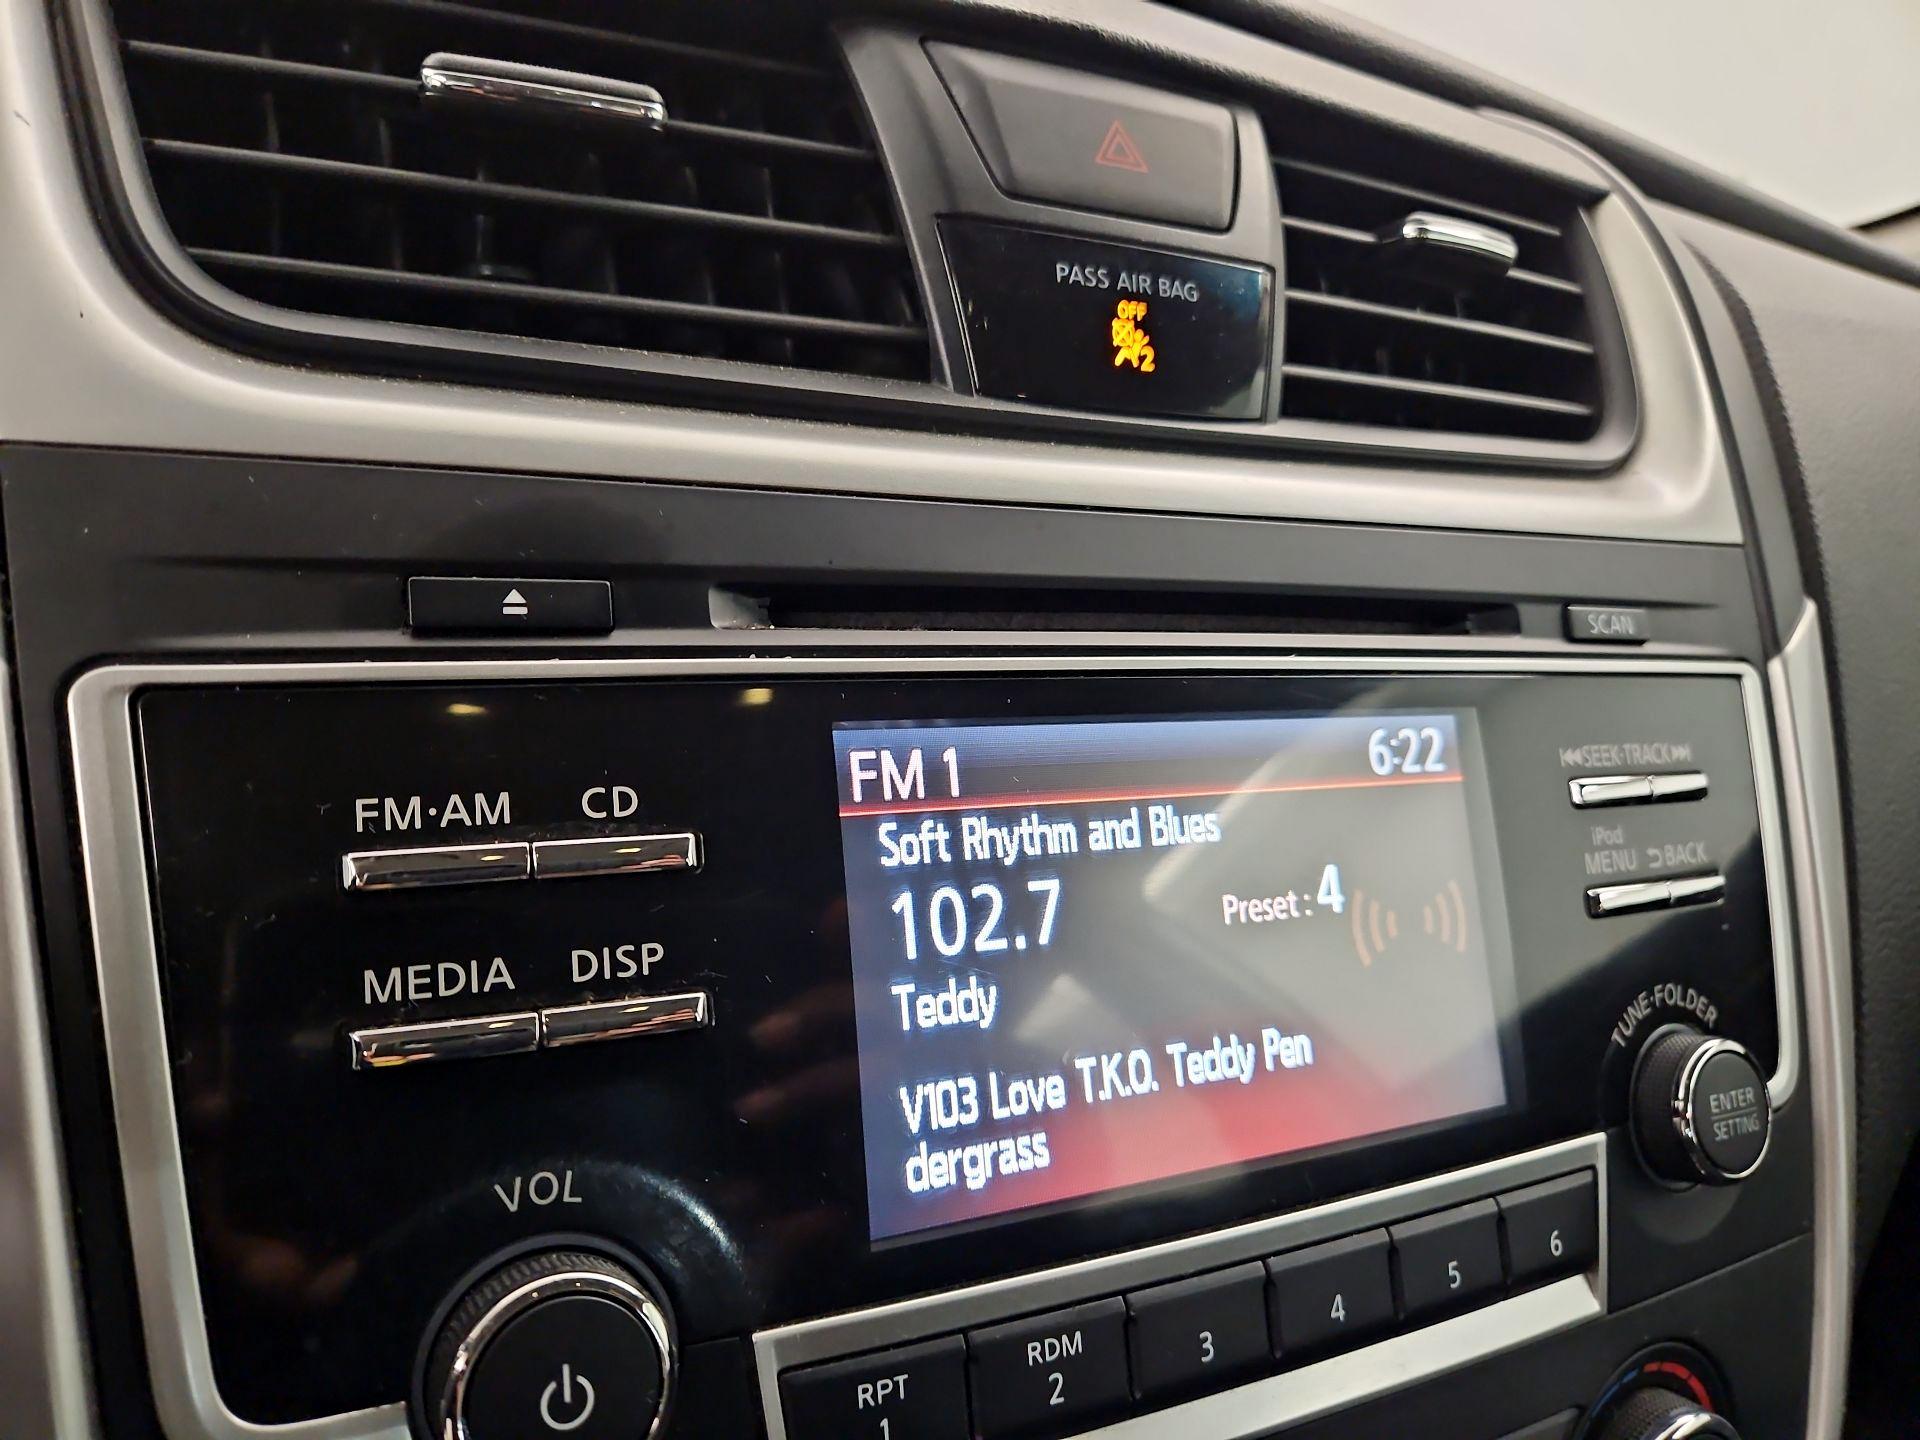 PASS AIR BAG
OFF
2
SCAN
FM·AM CD
MEDIA DISP
VOL
FM 1 6:22
Soft Rhythm and Blues
102.7 Preset : 4
Teddy
V103 Love T.K.O. Teddy Pen
dergrass
SEEK·TRACK
iPod
MENU BACK
TUNE·FOLDER
ENTER
SETTING
RPT
1
RDM
2
3
4
5
6